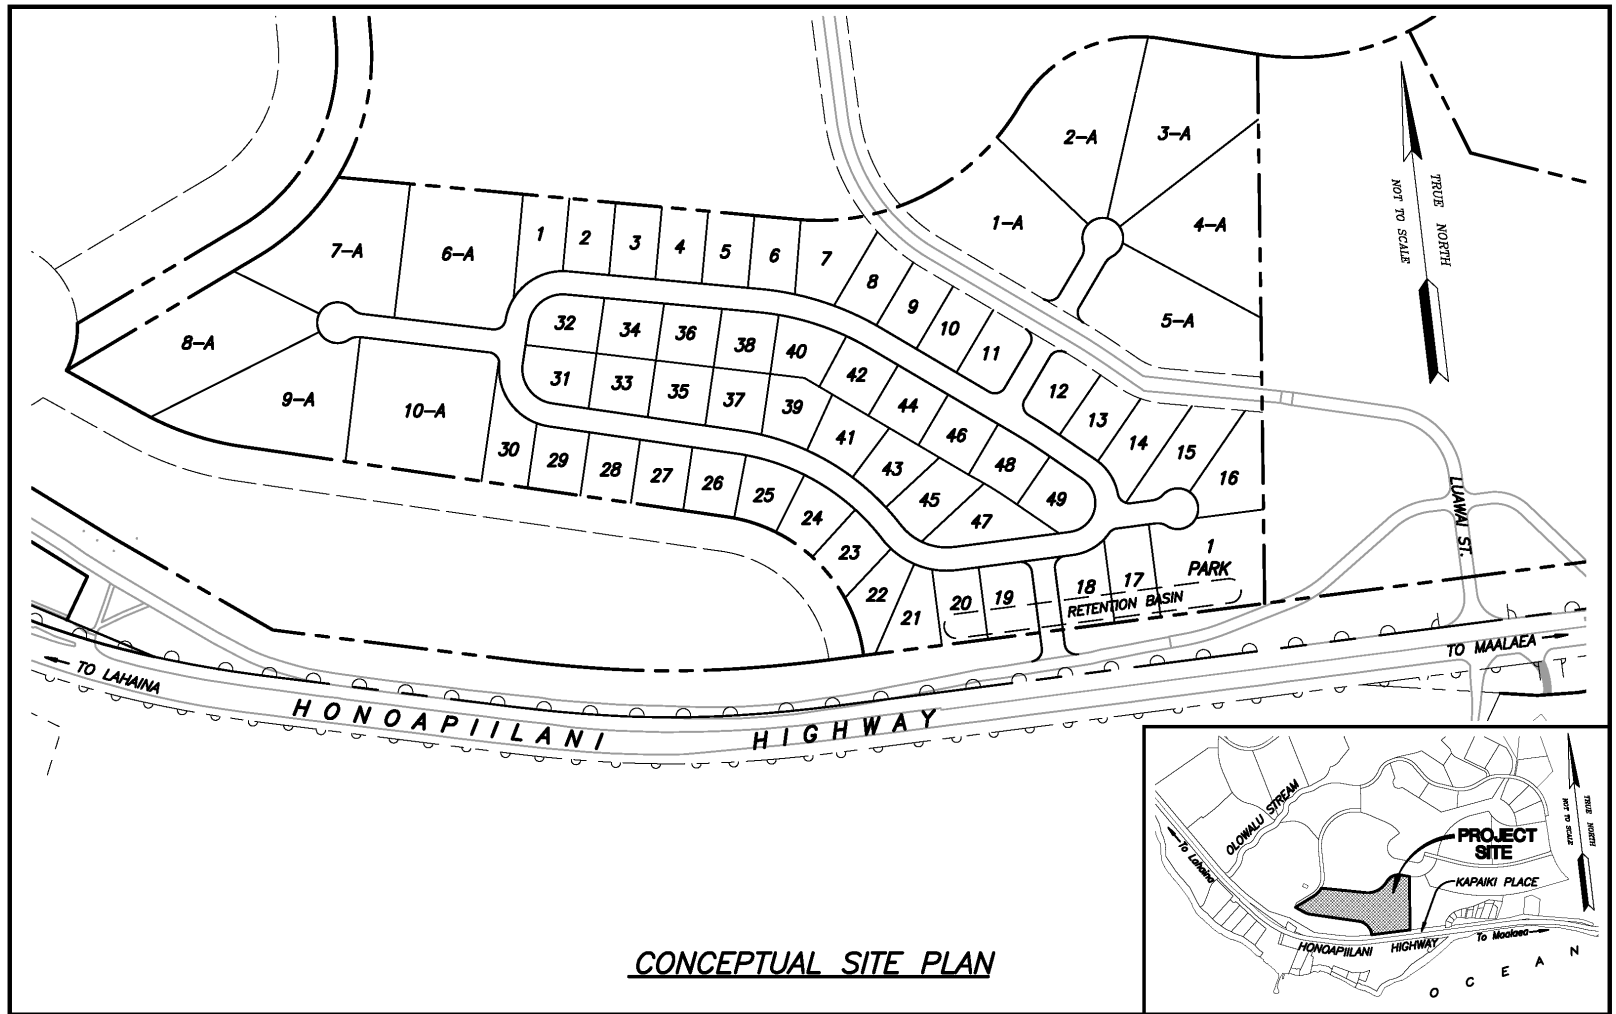 2-A
3-A
1-A
4-A
5-A
TRUE NORTH
NOT TO SCALE
7-A
6-A
1
2
3
4
5
6
7
8
9
10
11
12
13
14
15
16
8-A
9-A
10-A
32
34
36
38
40
42
44
46
48
49
31
33
35
37
39
41
43
45
47
30
29
28
27
26
25
24
23
22
21
20
19
18
17
1
PARK
RETENTION BASIN
LUAWAI ST.
TO LAHAINA
TO MAALAEA
HONOAPIILANI HIGHWAY
CONCEPTUAL SITE PLAN
OLOWALU STREAM
TRUE NORTH
NOT TO SCALE
PROJECT
SITE
KAPAIKI PLACE
To Lahaina
HONOAPIILANI HIGHWAY
To Maalaea
OCEAN